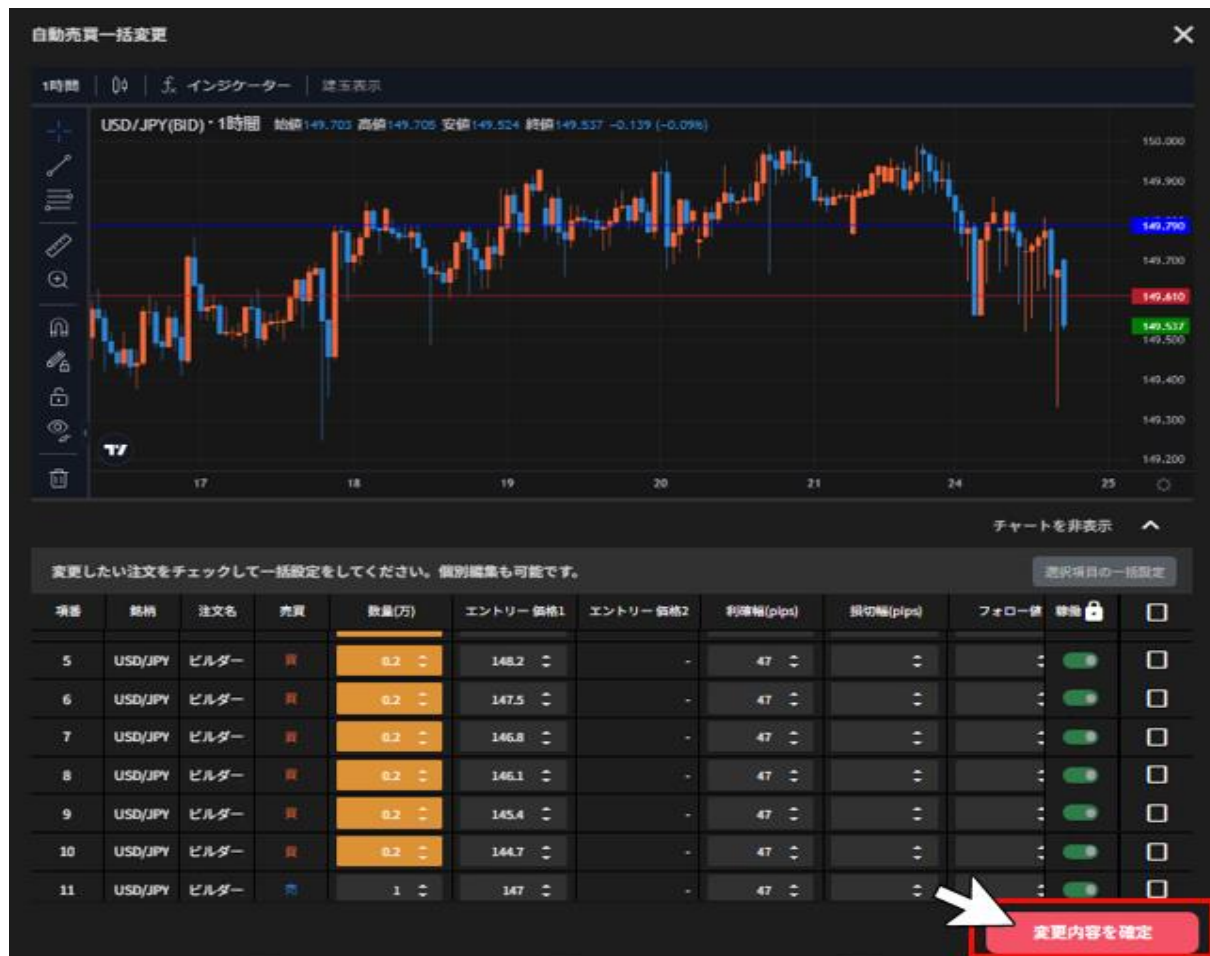 自動売買一括変更
1時間 インジケーター 建玉表示
USD/JPY(BID)・1時間 始値149.703 高値149.705 安値149.524 終値149.537 -0.139 (-0.09%)
150.000
149.900
149.790
149.700
149.610
149.537
149.500
149.400
149.300
149.200
17 18 19 20 21 24 25
チャートを非表示
変更したい注文をチェックして一括設定をしてください。個別編集も可能です。 選択項目の一括設定
項番 銘柄 注文名 売買 数量(万) エントリー価格1 エントリー価格2 利確幅(pips) 損切幅(pips) フォロー値 稼働
5 USD/JPY ビルダー 買 0.2 148.2 - 47
6 USD/JPY ビルダー 買 0.2 147.5 - 47
7 USD/JPY ビルダー 買 0.2 146.8 - 47
8 USD/JPY ビルダー 買 0.2 146.1 - 47
9 USD/JPY ビルダー 買 0.2 145.4 - 47
10 USD/JPY ビルダー 買 0.2 144.7 - 47
11 USD/JPY ビルダー 売 1 147 - 47
変更内容を確定